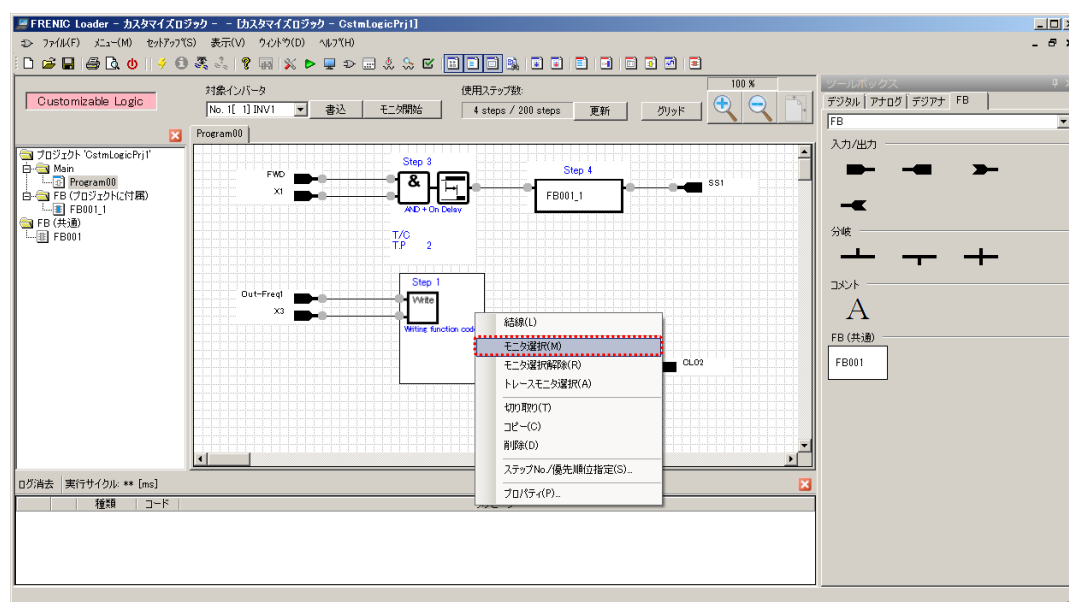 FRENIC Loader - カスタマイズロジック - - [カスタマイズロジック - CstmLogicPrj1]
ファイル(F) メニュー(M) セットアップ(S) 表示(V) ウィンドウ(D) ヘルプ(H)
Customizable Logic
対象インバータ
No. 1[ 1] INV1
書込
モニタ開始
使用ステップ数:
4 steps / 200 steps
更新
グリッド
100 %
Program00
プロジェクト 'CstmLogicPrj1'
Main
Program00
FB (プロジェクトに付属)
FB001_1
FB (共通)
FB001
Step 3
FWD
X1
&
AND + On Delay
T/C
T.P 2
Step 4
FB001_1
SS1
Step 1
Out-Freq1
X3
Write
Writing function code
CLO2
結線(L)
モニタ選択(M)
モニタ選択解除(R)
トレースモニタ選択(A)
切り取り(T)
コピー(C)
削除(D)
ステップNo./優先順位指定(S)...
プロパティ(P)...
ツールボックス
デジタル アナログ デジアナ FB
FB
入力/出力
分岐
コメント
A
FB (共通)
FB001
ログ消去 実行サイクル: ** [ms]
種類 コード